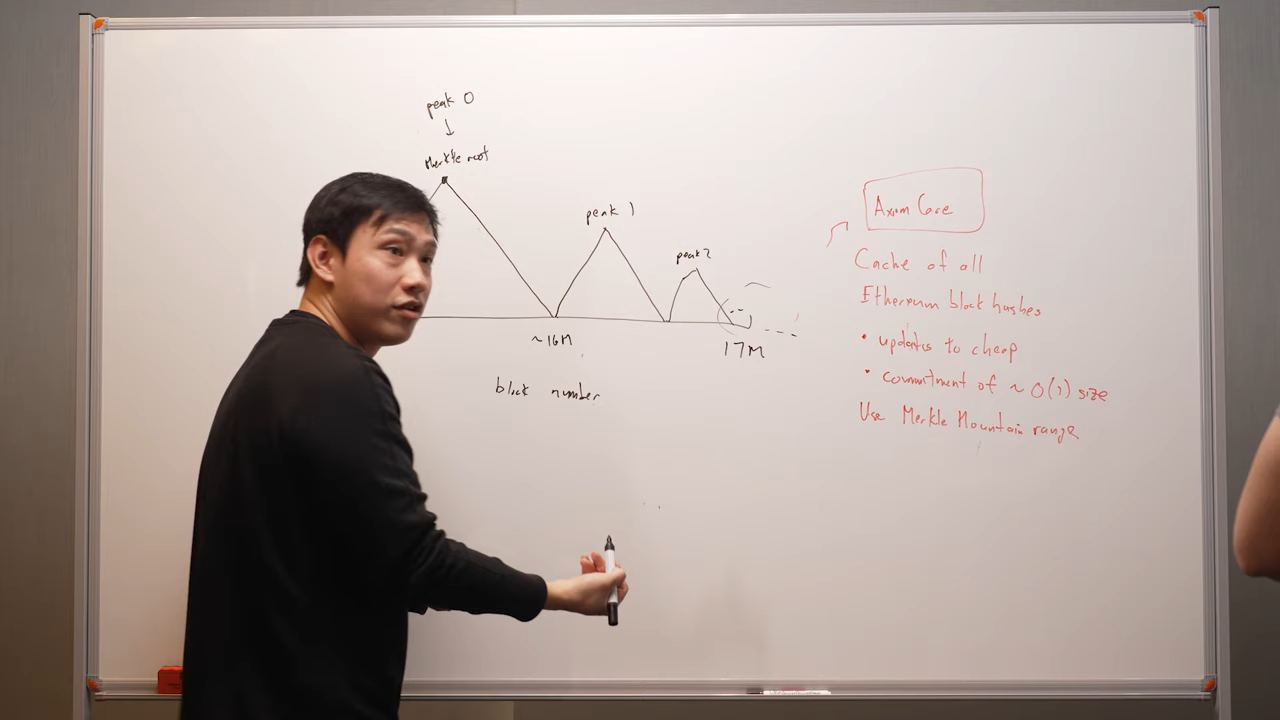 peak 0
Merkle root
peak 1
peak 2
~16M
17M
block number
Axiom Core
Cache of all
Ethereum block hashes
• updates to cheap
• commitment of ~ O(1) size
Use Merkle Mountain range